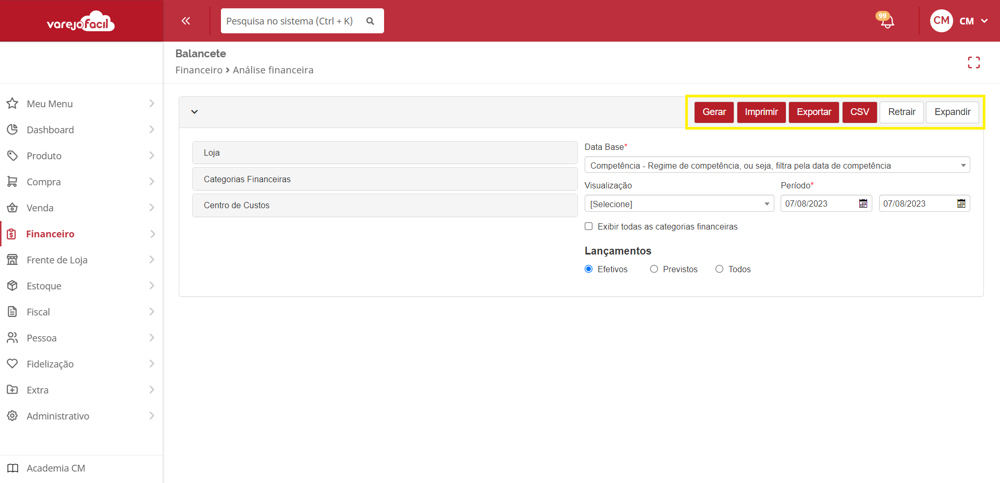 varejofacil
Pesquisa no sistema (Ctrl + K)
99
CM
CM
Balancete
Financeiro > Análise financeira
Meu Menu
Dashboard
Produto
Compra
Venda
Financeiro
Frente de Loja
Estoque
Fiscal
Pessoa
Fidelização
Extra
Administrativo
Academia CM
Gerar
Imprimir
Exportar
CSV
Retrair
Expandir
Loja
Categorias Financeiras
Centro de Custos
Data Base*
Competência - Regime de competência, ou seja, filtra pela data de competência
Visualização
Período*
[Selecione]
07/08/2023
07/08/2023
Exibir todas as categorias financeiras
Lançamentos
Efetivos
Previstos
Todos